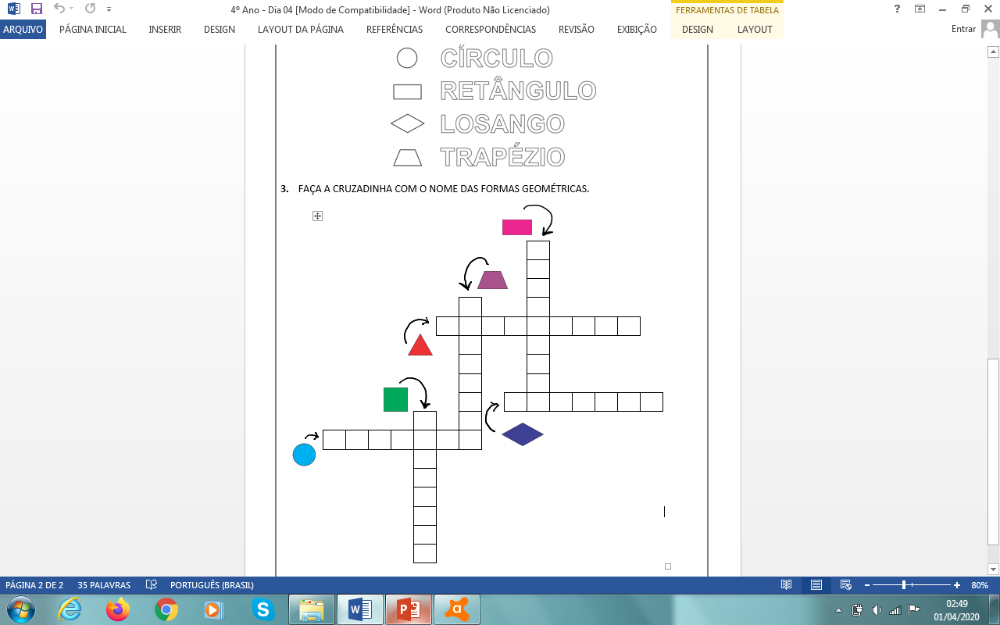 4º Ano - Dia 04 [Modo de Compatibilidade] - Word (Produto Não Licenciado)
FERRAMENTAS DE TABELA
ARQUIVO PÁGINA INICIAL INSERIR DESIGN LAYOUT DA PÁGINA REFERÊNCIAS CORRESPONDÊNCIAS REVISÃO EXIBIÇÃO DESIGN LAYOUT Entrar
CÍRCULO
RETÂNGULO
LOSANGO
TRAPÉZIO
3. FAÇA A CRUZADINHA COM O NOME DAS FORMAS GEOMÉTRICAS.
PÁGINA 2 DE 2 35 PALAVRAS PORTUGUÊS (BRASIL) 80%
02:49
01/04/2020